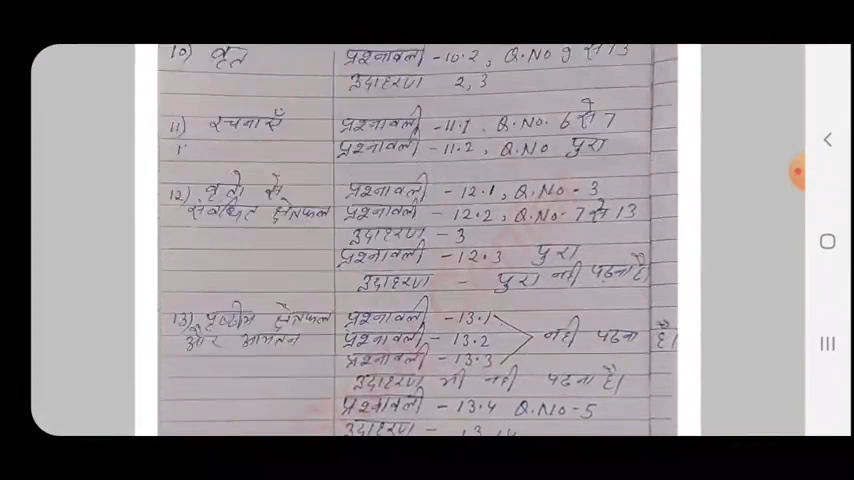 10) वृत प्रश्नावली - 10.2, Q.No 9 से 13
उदाहरण 2, 3
11) रचनाएँ प्रश्नावली - 11.1 Q.No. 6 से 7
प्रश्नावली - 11.2, Q.No पुरा
12) वृतो से प्रश्नावली - 12.1, Q.No - 3
संबंधित क्षेत्रफल प्रश्नावली - 12.2, Q.No - 7 से 13
उदाहरण - 3
प्रश्नावली - 12.3 पुरा
उदाहरण - पुरा नही पढ़ना है।
13) पृष्ठीय क्षेत्रफल प्रश्नावली - 13.1
और आयतन प्रश्नावली - 13.2 नही पढना है।
प्रश्नावली - 13.3
उदाहरण भी नही पढना है।
प्रश्नावली - 13.4 Q.No - 5
उदाहरण -